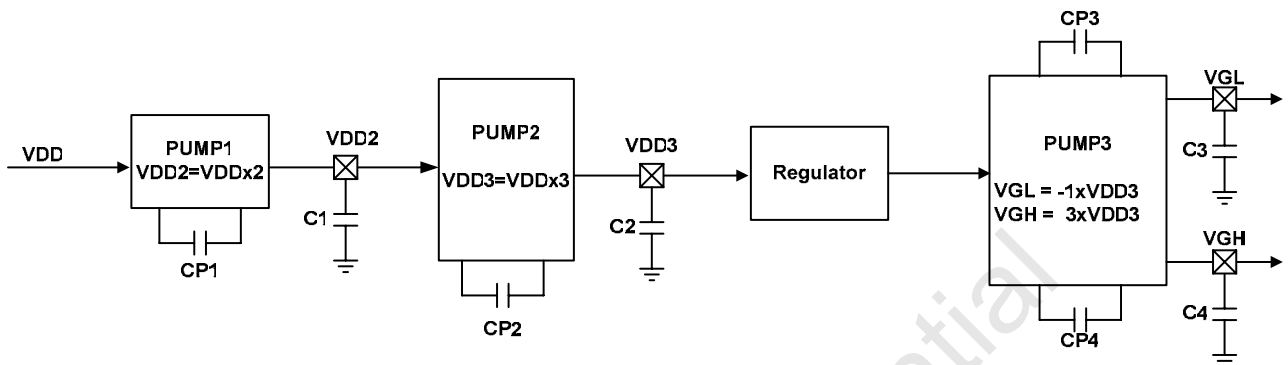 CP3
VGL
PUMP2
VDD2
VDD3
VDD
PUMP1
VDD2=VDDx2
VDD3=VDDx3
Regulator
PUMP3
VGL = -1xVDD3
VGH = 3xVDD3
C3
C1
C2
VGH
CP1
CP2
CP4
C4